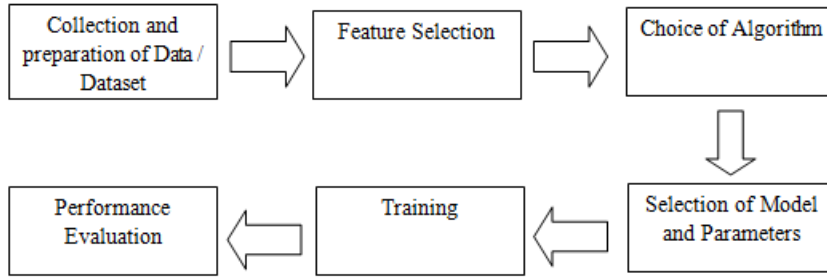 Collection and
preparation of Data /
Dataset
Feature Selection
Choice of Algorithm
Selection of Model
and Parameters
Training
Performance
Evaluation